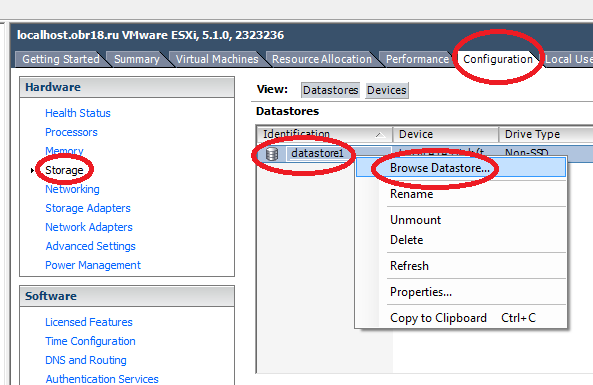 localhost.obr18.ru VMware ESXi, 5.1.0, 2323236
Getting Started Summary Virtual Machines Resource Allocation Performance Configuration Local Use
Hardware
Health Status
Processors
Memory
Storage
Networking
Storage Adapters
Network Adapters
Advanced Settings
Power Management
Software
Licensed Features
Time Configuration
DNS and Routing
Authentication Services
View: Datastores Devices
Datastores
Identification Device Drive Type
datastore1 Non-SSD
Browse Datastore...
Rename
Unmount
Delete
Refresh
Properties...
Copy to Clipboard Ctrl+C